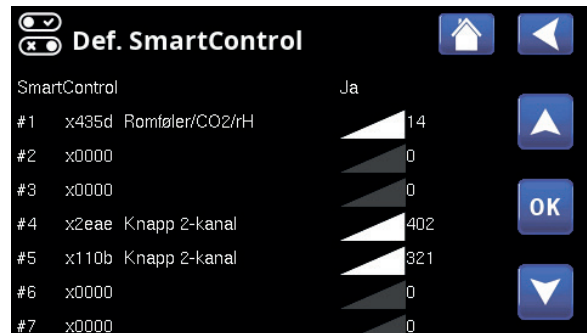 Def. SmartControl
SmartControl Ja
#1 x435d Romføler/CO2/rH 14
#2 x0000 0
#3 x0000 0
#4 x2eae Knapp 2-kanal 402
#5 x110b Knapp 2-kanal 321
#6 x0000 0
#7 x0000 0
OK